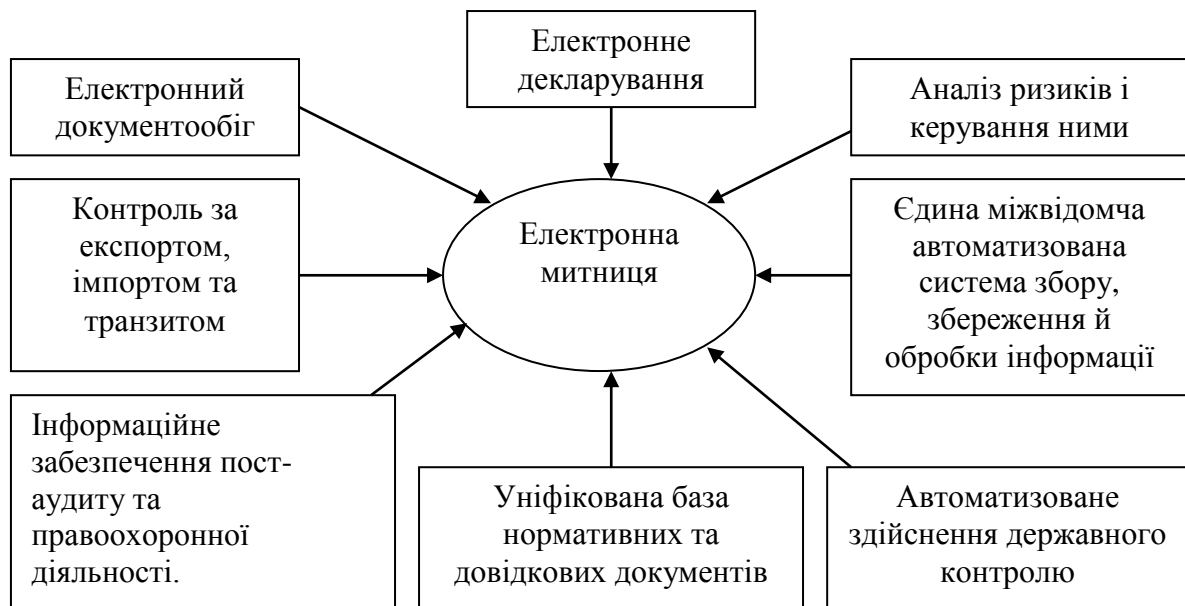 Електронне
декларування
Електронний
документообіг
Аналіз ризиків і
керування ними
Контроль за
експортом,
імпортом та
транзитом
Електронна
митниця
Єдина міжвідомча
автоматизована
система збору,
збереження й
обробки інформації
Інформаційне
забезпечення пост-
аудиту та
правоохоронної
діяльності.
Уніфікована база
нормативних та
довідкових документів
Автоматизоване
здійснення державного
контролю